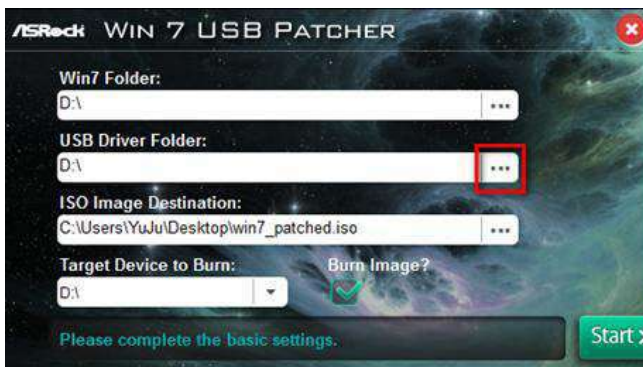 ASRock WIN 7 USB PATCHER
Win7 Folder:
D:\
...
USB Driver Folder:
D:\
...
ISO Image Destination:
C:\Users\YuJu\Desktop\win7_patched.iso
...
Target Device to Burn: Burn Image?
D:\
Please complete the basic settings.
Start